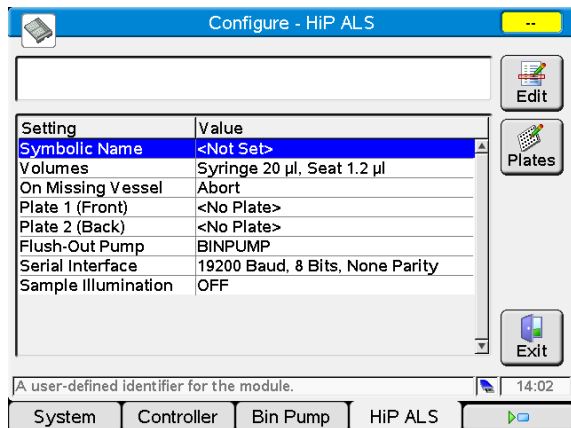 Configure - HiP ALS
--
Edit
Setting Value
Symbolic Name <Not Set>
Volumes Syringe 20 µl, Seat 1.2 µl
On Missing Vessel Abort
Plate 1 (Front) <No Plate>
Plate 2 (Back) <No Plate>
Flush-Out Pump BINPUMP
Serial Interface 19200 Baud, 8 Bits, None Parity
Sample Illumination OFF
Plates
Exit
A user-defined identifier for the module. 14:02
System Controller Bin Pump HiP ALS